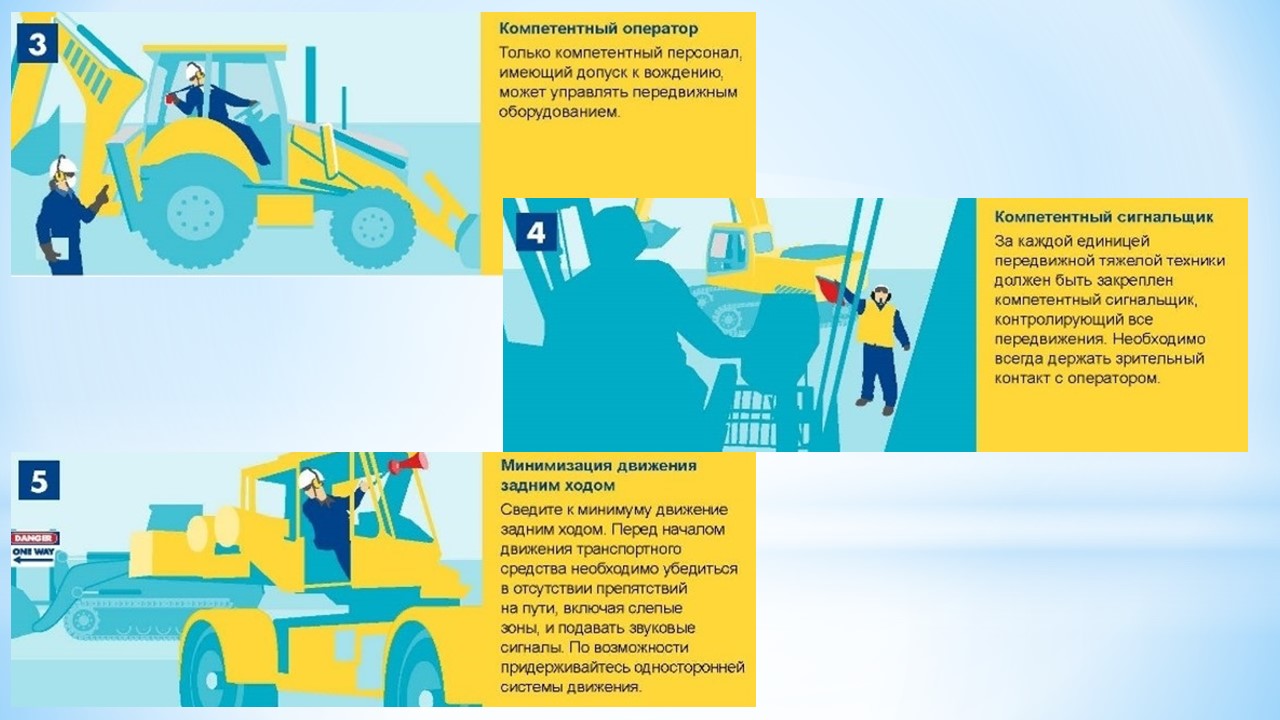 3
Компетентный оператор
Только компетентный персонал,
имеющий допуск к вождению,
может управлять передвижным
оборудованием.
4
Компетентный сигнальщик
За каждой единицей
передвижной тяжелой техники
должен быть закреплен
компетентный сигнальщик,
контролирующий все
передвижения. Необходимо
всегда держать зрительный
контакт с оператором.
5
DANGER
ONE WAY
Минимизация движения
задним ходом
Сведите к минимуму движение
задним ходом. Перед началом
движения транспортного
средства необходимо убедиться
в отсутствии препятствий
на пути, включая слепые
зоны, и подавать звуковые
сигналы. По возможности
придерживайтесь односторонней
системы движения.